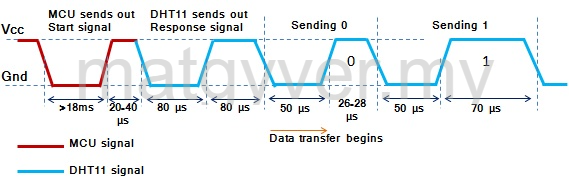 MCU sends out
Start signal
DHT11 sends out
Response signal
Sending 0
Sending 1
Vcc
0
1
Gnd
>18ms
20-40
µs
80 µs
80 µs
50 µs
26-28
µs
50 µs
70 µs
Data transfer begins
MCU signal
DHT11 signal
matgyver.my